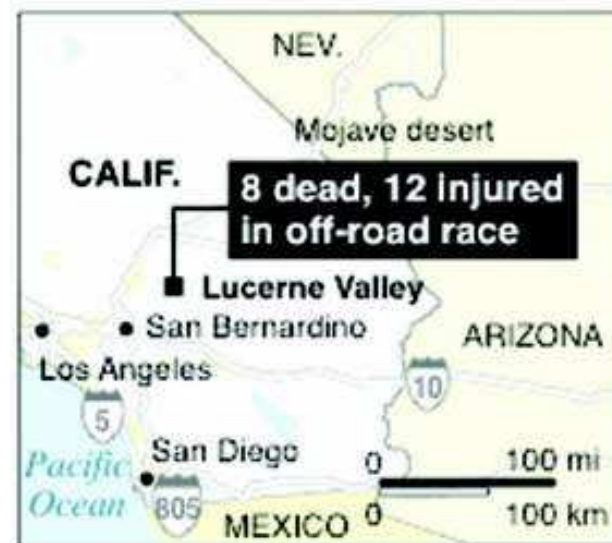 NEV.
Mojave desert
CALIF.
8 dead, 12 injured
in off-road race
Lucerne Valley
San Bernardino
ARIZONA
Los Angeles
10
5
San Diego
Pacific
Ocean
805
0 100 mi
MEXICO
0 100 km